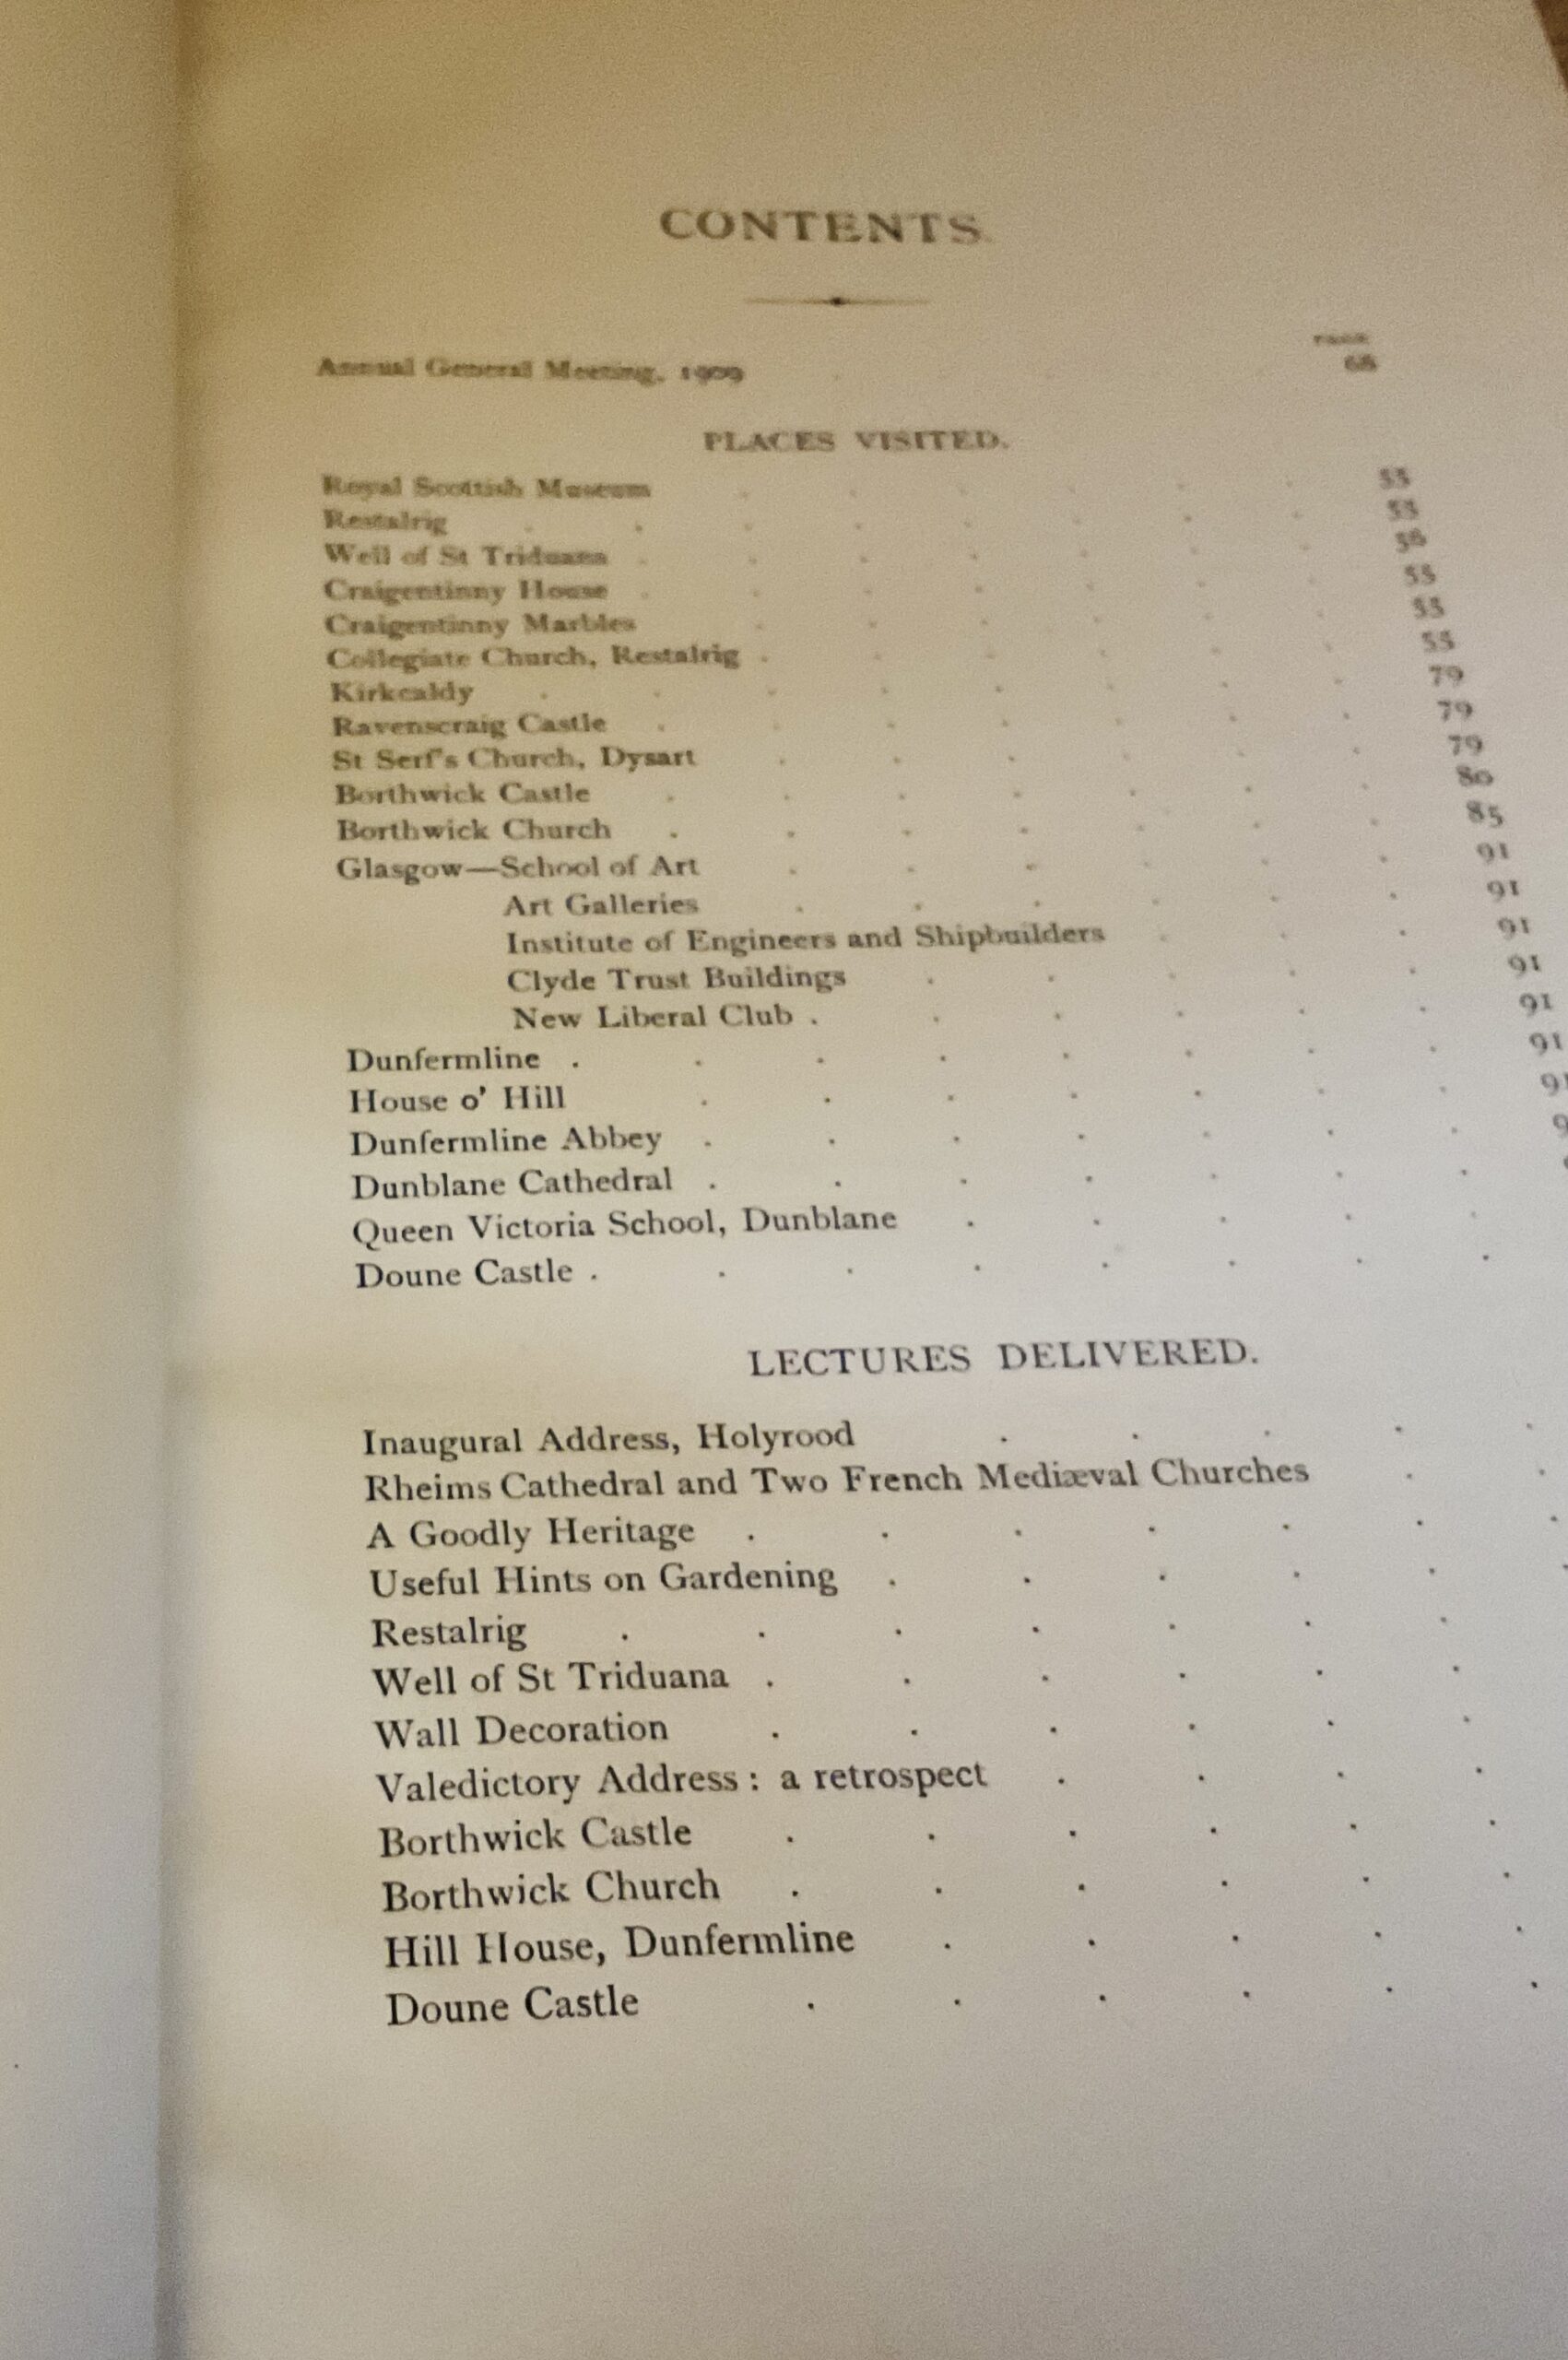 CONTENTS
PAGE
Annual General Meeting, 1909 68
PLACES VISITED.
Royal Scottish Museum 55
Restalrig 55
Well of St Triduana 56
Craigentinny House 55
Craigentinny Marbles 55
Collegiate Church, Restalrig . 55
Kirkcaldy . . . . . . . . 79
Ravenscraig Castle . . . . . . . 79
St Serf's Church, Dysart . . . . . . 79
Borthwick Castle . . . . . . . 80
Borthwick Church . . . . . . . 85
Glasgow—School of Art . . . . . . 91
Art Galleries . . . . . . 91
Institute of Engineers and Shipbuilders . . . 91
Clyde Trust Buildings . . . . . 91
New Liberal Club . . . . . . 91
Dunfermline . . . . . . . . 91
House o' Hill . . . . . . .
Dunfermline Abbey . . . . . . .
Dunblane Cathedral . . . . . . .
Queen Victoria School, Dunblane . . . . .
Doune Castle . . . . . . . .
LECTURES DELIVERED.
Inaugural Address, Holyrood . . . . .
Rheims Cathedral and Two French Mediæval Churches . .
A Goodly Heritage . . . . . . .
Useful Hints on Gardening . . . . . .
Restalrig . . . . . . .
Well of St Triduana . . . . . .
Wall Decoration . . . . . .
Valedictory Address : a retrospect . . . .
Borthwick Castle . . . . . .
Borthwick Church . . . . . .
Hill House, Dunfermline . . . . .
Doune Castle . . . . . .